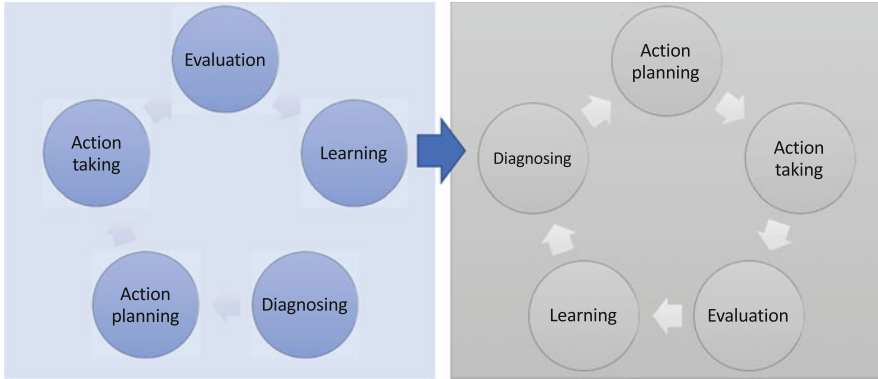 Evaluation
Learning
Diagnosing
Action
planning
Action
taking
Action
planning
Action
taking
Evaluation
Learning
Diagnosing